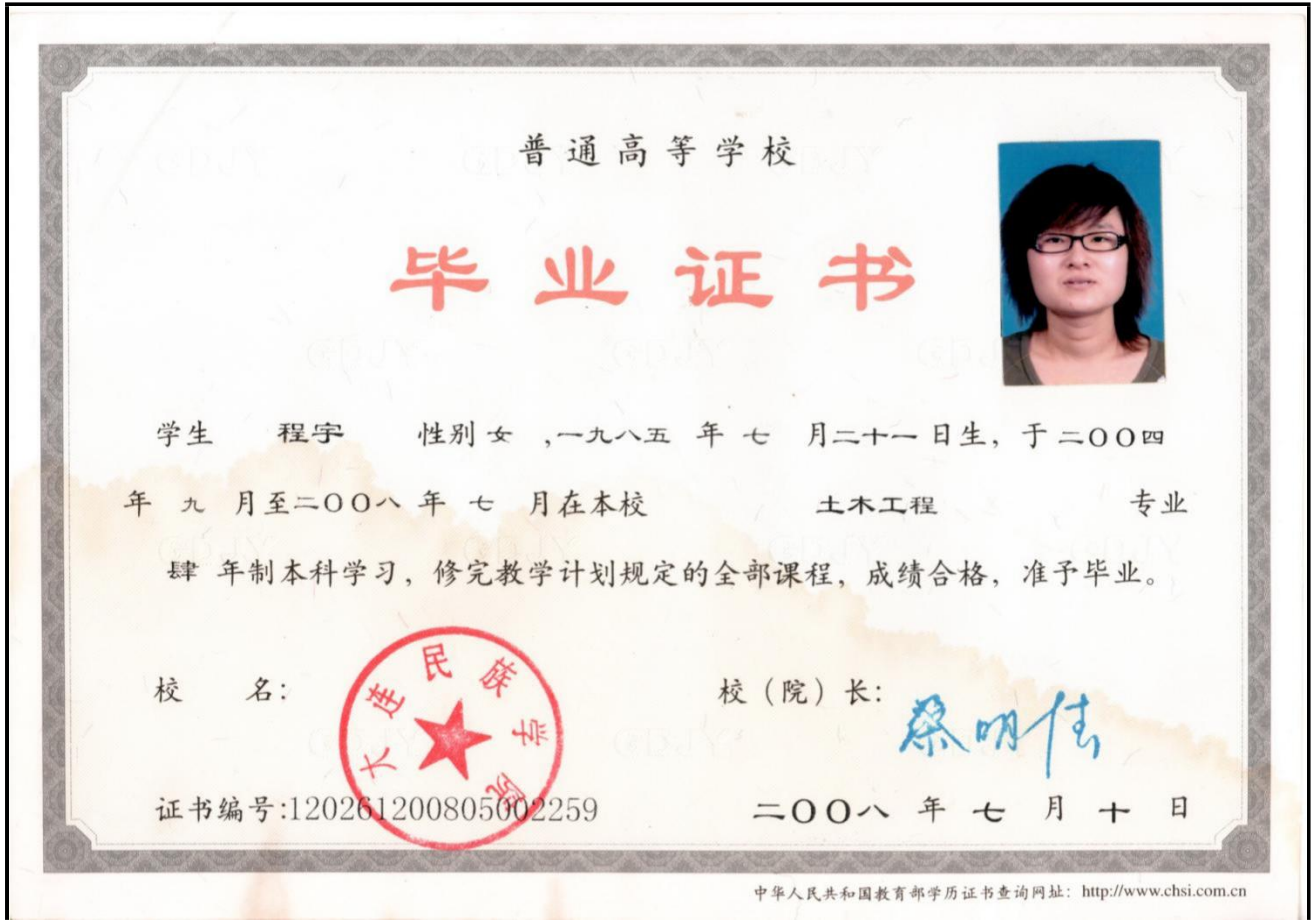 普通高等学校
毕业证书
学生 程宇 性别 女 ,一九八五 年 七 月二十一日生, 于二〇〇四
年 九 月至二〇〇八 年 七 月在本校 土木工程 专业
肆 年制本科学习, 修完教学计划规定的全部课程, 成绩合格, 准予毕业。
校 名: 大连民族学院 校（院）长: 蔡明佳
证书编号:120261200805002259 二〇〇八 年 七 月 十 日
中华人民共和国教育部学历证书查询网址: http://www.chsi.com.cn